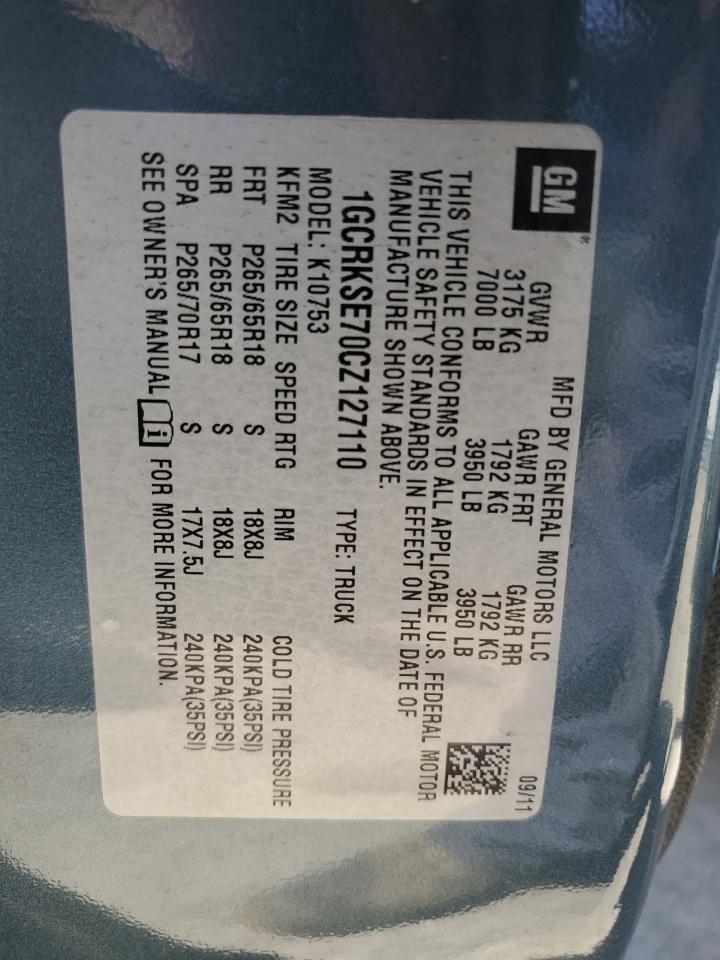 GM®
MFD BY GENERAL MOTORS LLC 09/11
GVWR GAWR FRT GAWR RR
3175 KG 1792 KG 1792 KG
7000 LB 3950 LB 3950 LB
THIS VEHICLE CONFORMS TO ALL APPLICABLE U.S. FEDERAL MOTOR
VEHICLE SAFETY STANDARDS IN EFFECT ON THE DATE OF
MANUFACTURE SHOWN ABOVE.
1GCRKSE70CZ127110 TYPE: TRUCK
MODEL: K10753
KFM2 TIRE SIZE SPEED RTG RIM COLD TIRE PRESSURE
FRT P265/65R18 S 18X8J 240KPA(35PSI)
RR P265/65R18 S 18X8J 240KPA(35PSI)
SPA P265/70R17 S 17X7.5J 240KPA(35PSI)
SEE OWNER'S MANUAL i FOR MORE INFORMATION.